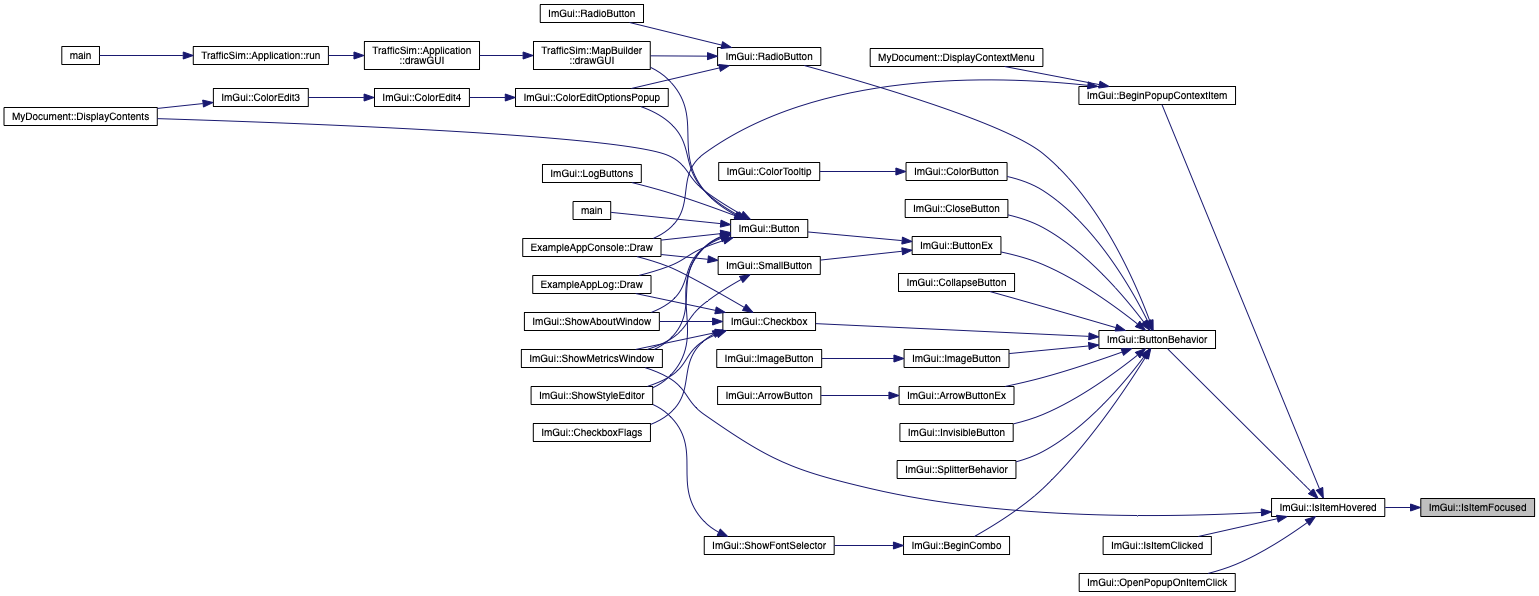 ImGui::RadioButton
main
TrafficSim::Application::run
TrafficSim::Application
::drawGUI
TrafficSim::MapBuilder
::drawGUI
ImGui::RadioButton
MyDocument::DisplayContextMenu
MyDocument::DisplayContents
ImGui::ColorEdit3
ImGui::ColorEdit4
ImGui::ColorEditOptionsPopup
ImGui::BeginPopupContextItem
ImGui::LogButtons
ImGui::ColorTooltip
ImGui::ColorButton
main
ImGui::CloseButton
ImGui::Button
ExampleAppConsole::Draw
ImGui::ButtonEx
ImGui::SmallButton
ExampleAppLog::Draw
ImGui::CollapseButton
ImGui::ShowAboutWindow
ImGui::Checkbox
ImGui::ButtonBehavior
ImGui::ShowMetricsWindow
ImGui::ImageButton
ImGui::ImageButton
ImGui::ShowStyleEditor
ImGui::ArrowButton
ImGui::ArrowButtonEx
ImGui::CheckboxFlags
ImGui::InvisibleButton
ImGui::SplitterBehavior
ImGui::IsItemHovered
ImGui::IsItemFocused
ImGui::ShowFontSelector
ImGui::BeginCombo
ImGui::IsItemClicked
ImGui::OpenPopupOnItemClick